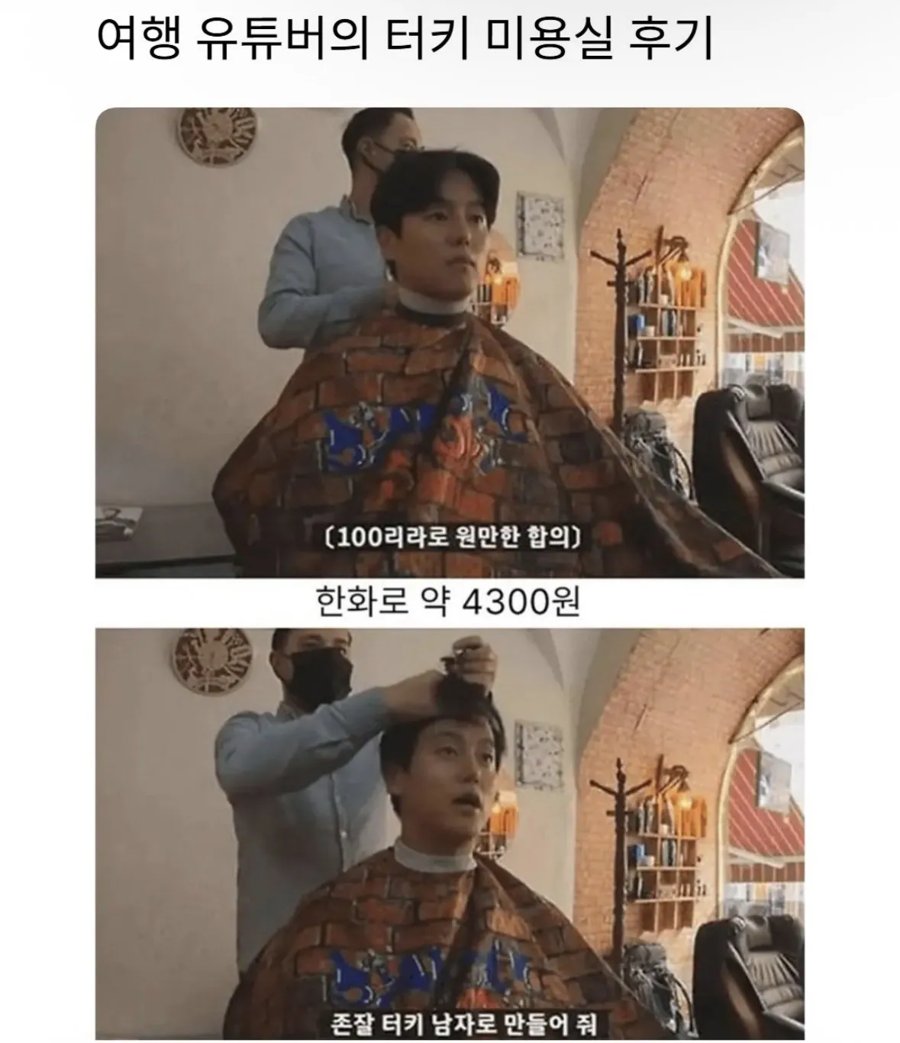 여행 유튜버의 터키 미용실 후기
(100리라로 원만한 합의)
한화로 약 4300원
존잘 터키 남자로 만들어 줘